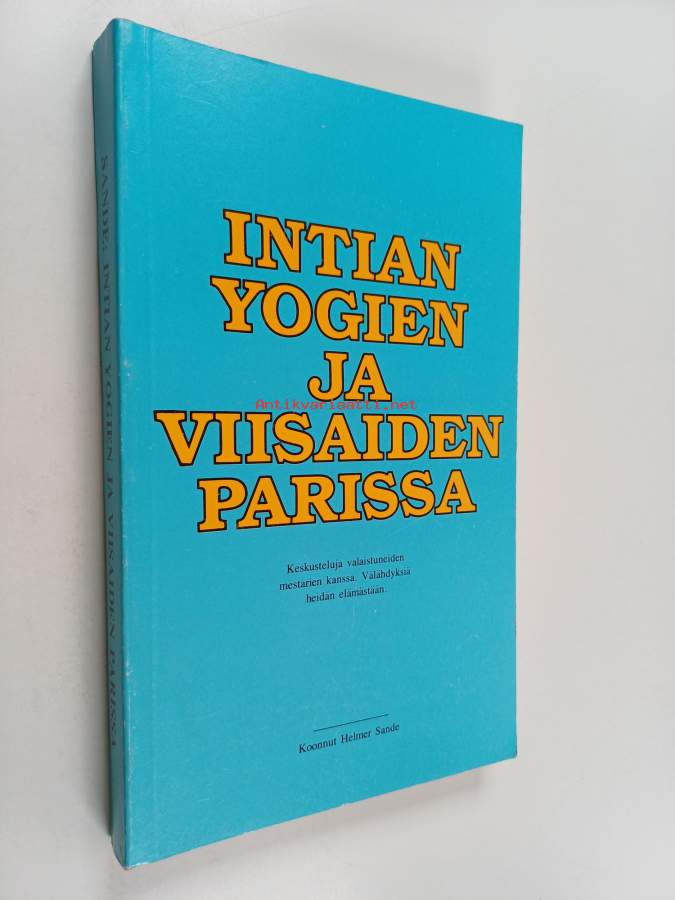 SANDE: INTIAN YOGIEN JA VIISAIDEN PARISSA
INTIAN
YOGIEN
JA
Antikvariaatti.net
VIISAIDEN
PARISSA
Keskusteluja valaistuneiden
mestarien kanssa. Välähdyksiä
heidan elämästään.
Koonnut Helmer Sande